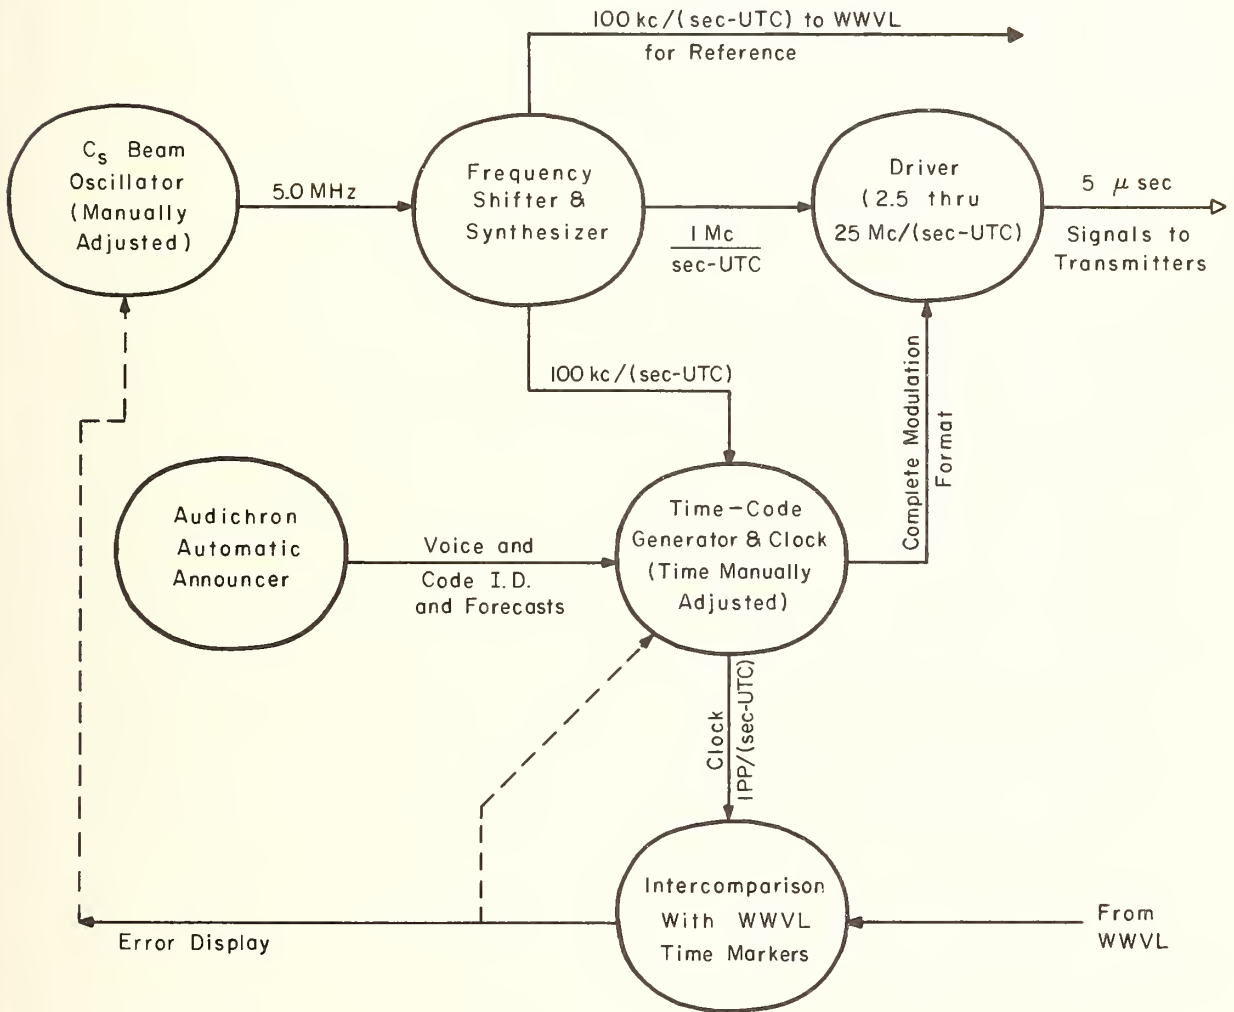 100 kc/(sec-UTC) to WWVL
for Reference
Cs Beam
Oscillator
(Manually
Adjusted)
5.0 MHz
Frequency
Shifter &
Synthesizer
1 Mc
sec-UTC
Driver
(2.5 thru
25 Mc/(sec-UTC)
5 μ sec
Signals to
Transmitters
100 kc/(sec-UTC)
Complete Modulation
Format
Audichron
Automatic
Announcer
Voice and
Code I.D.
and Forecasts
Time-Code
Generator & Clock
(Time Manually
Adjusted)
Clock
1PP/(sec-UTC)
Intercomparison
With WWVL
Time Markers
From
WWVL
Error Display